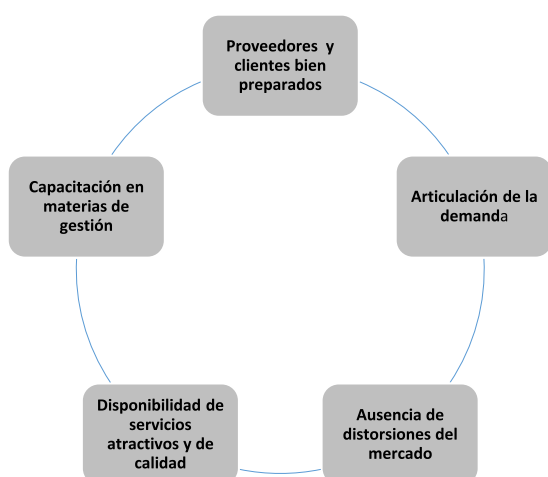 Proveedores y
clientes bien
preparados
Articulación de la
demanda
Ausencia de
distorsiones del
mercado
Disponibilidad de
servicios
atractivos y de
calidad
Capacitación en
materias de
gestión